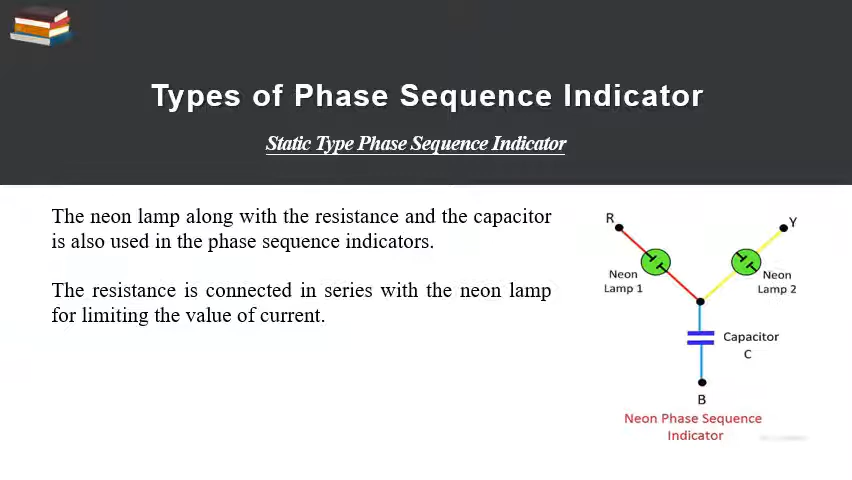 Types of Phase Sequence Indicator
Static Type Phase Sequence Indicator
The neon lamp along with the resistance and the capacitor
is also used in the phase sequence indicators.
The resistance is connected in series with the neon lamp
for limiting the value of current.
R
Y
Neon
Lamp 1
Neon
Lamp 2
Capacitor
C
B
Neon Phase Sequence
Indicator